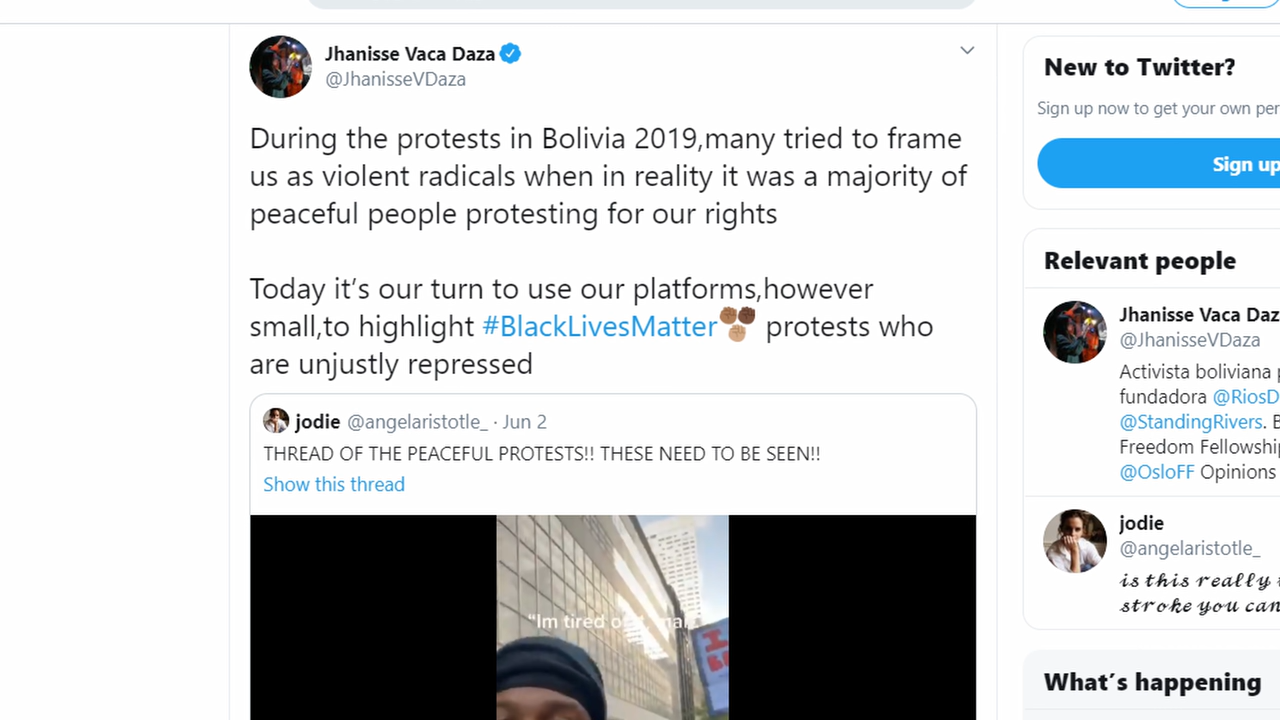 Jhanisse Vaca Daza
@JhanisseVDaza
During the protests in Bolivia 2019,many tried to frame
us as violent radicals when in reality it was a majority of
peaceful people protesting for our rights
Today it's our turn to use our platforms,however
small,to highlight #BlackLivesMatter✊🏾✊🏿✊🏼 protests who
are unjustly repressed
jodie @angelaristotle_ · Jun 2
THREAD OF THE PEACEFUL PROTESTS!! THESE NEED TO BE SEEN!!
Show this thread
"Im tired
New to Twitter?
Sign up now to get your own per
Sign up
Relevant people
Jhanisse Vaca Daz
@JhanisseVDaza
Activista boliviana p
fundadora @RiosD
@StandingRivers. B
Freedom Fellowship
@OsloFF Opinions
jodie
@angelaristotle_
is this really
stroke you can
What's happening